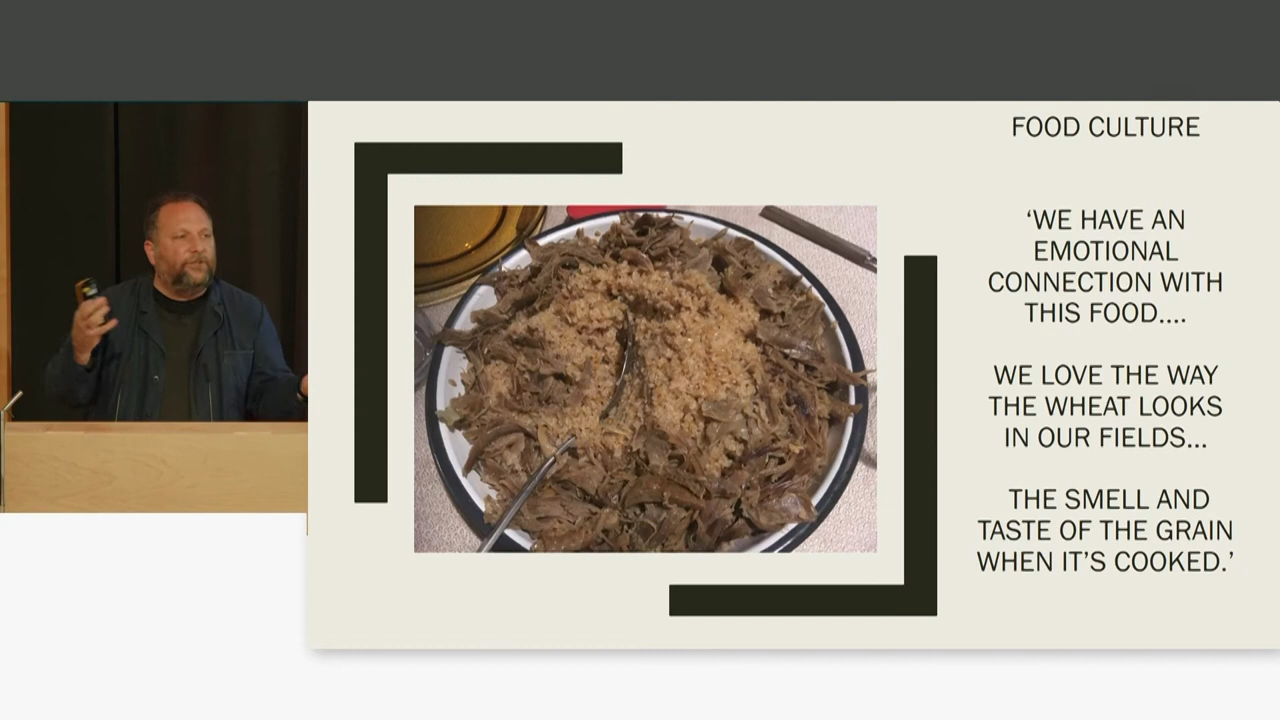 FOOD CULTURE
‘WE HAVE AN
EMOTIONAL
CONNECTION WITH
THIS FOOD....
WE LOVE THE WAY
THE WHEAT LOOKS
IN OUR FIELDS...
THE SMELL AND
TASTE OF THE GRAIN
WHEN IT’S COOKED.’